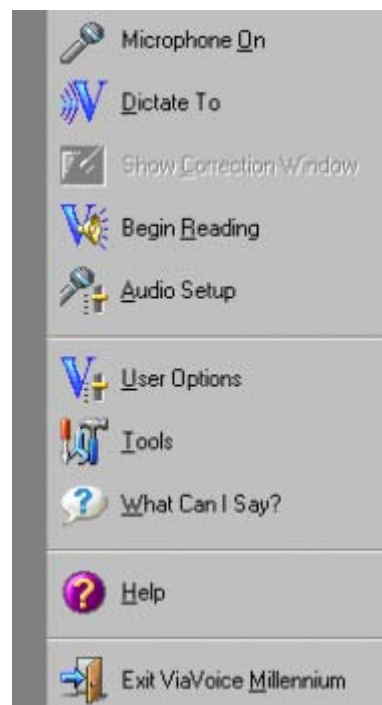 Microphone On
Dictate To
Show Correction Window
Begin Reading
Audio Setup
User Options
Tools
What Can I Say?
Help
Exit ViaVoice Millennium